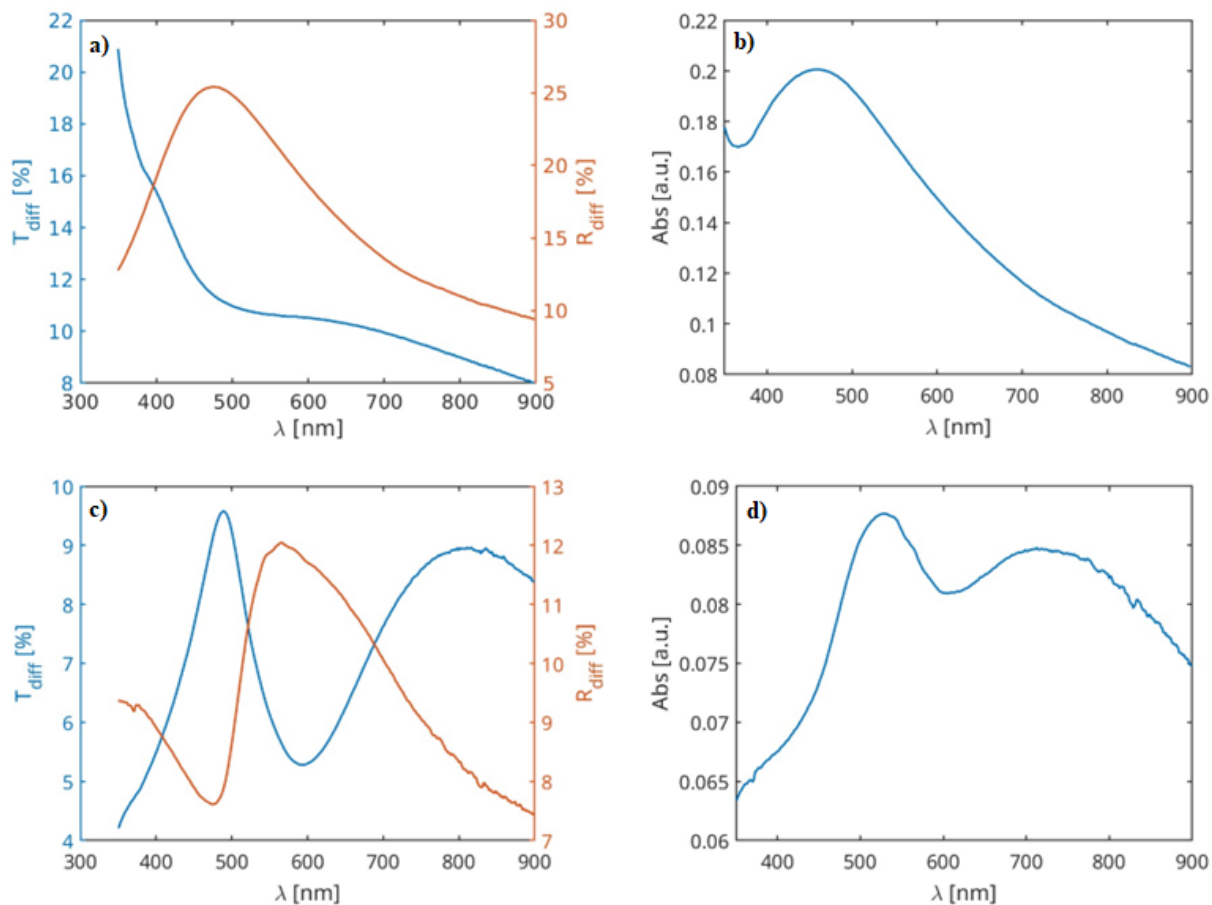 a)
22
20
18
16
14
12
10
8
T_diff [%]
30
25
20
15
10
5
R_diff [%]
300 400 500 600 700 800 900
λ [nm]
b)
0.22
0.2
0.18
0.16
0.14
0.12
0.1
0.08
Abs [a.u.]
400 500 600 700 800 900
λ [nm]
c)
10
9
8
7
6
5
4
T_diff [%]
13
12
11
10
9
8
7
R_diff [%]
300 400 500 600 700 800 900
λ [nm]
d)
0.09
0.085
0.08
0.075
0.07
0.065
0.06
Abs [a.u.]
400 500 600 700 800 900
λ [nm]